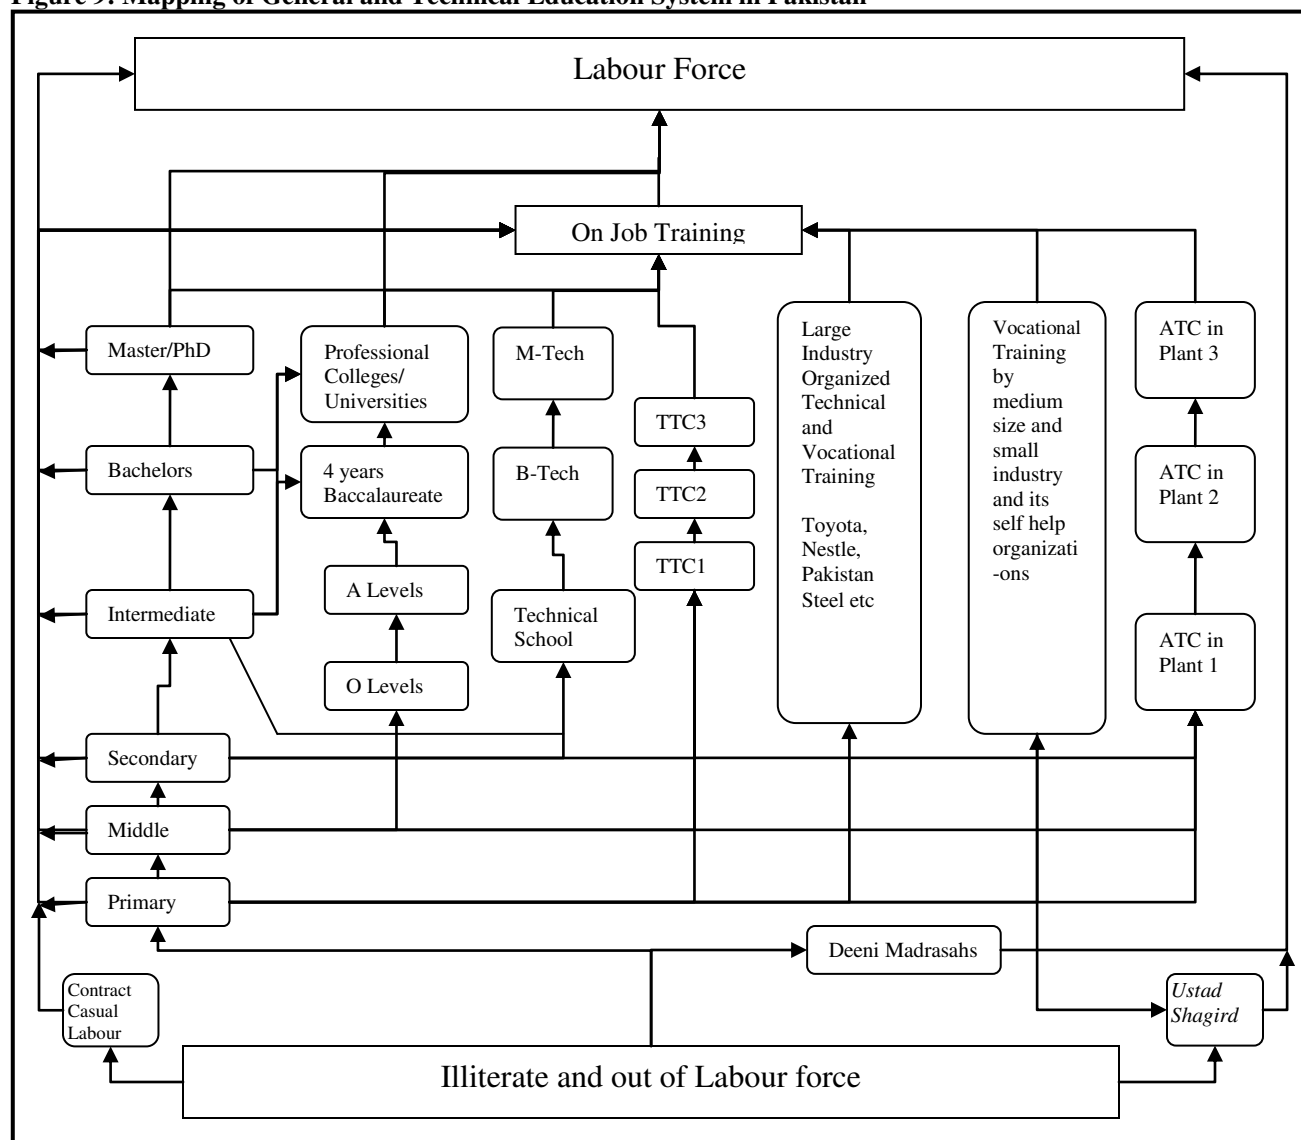 Figure 9: Mapping of General and Technical Education System in Pakistan
Labour Force
On Job Training
Master/PhD
Professional
Colleges/
Universities
M-Tech
Large
Industry
Organized
Technical
and
Vocational
Training
Toyota,
Nestle,
Pakistan
Steel etc
Vocational
Training
by
medium
size and
small
industry
and its
self help
organizati
-ons
ATC in
Plant 3
TTC3
Bachelors
4 years
Baccalaureate
B-Tech
TTC2
ATC in
Plant 2
TTC1
A Levels
Intermediate
Technical
School
ATC in
Plant 1
O Levels
Secondary
Middle
Primary
Deeni Madrasahs
Contract
Casual
Labour
Ustad
Shagird
Illiterate and out of Labour force